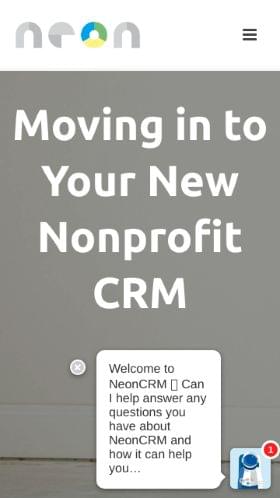 neon
Moving in to
Your New
Nonprofit
CRM
Welcome to
NeonCRM ▯ Can
I help answer any
questions you
have about
NeonCRM and
how it can help
you...
1